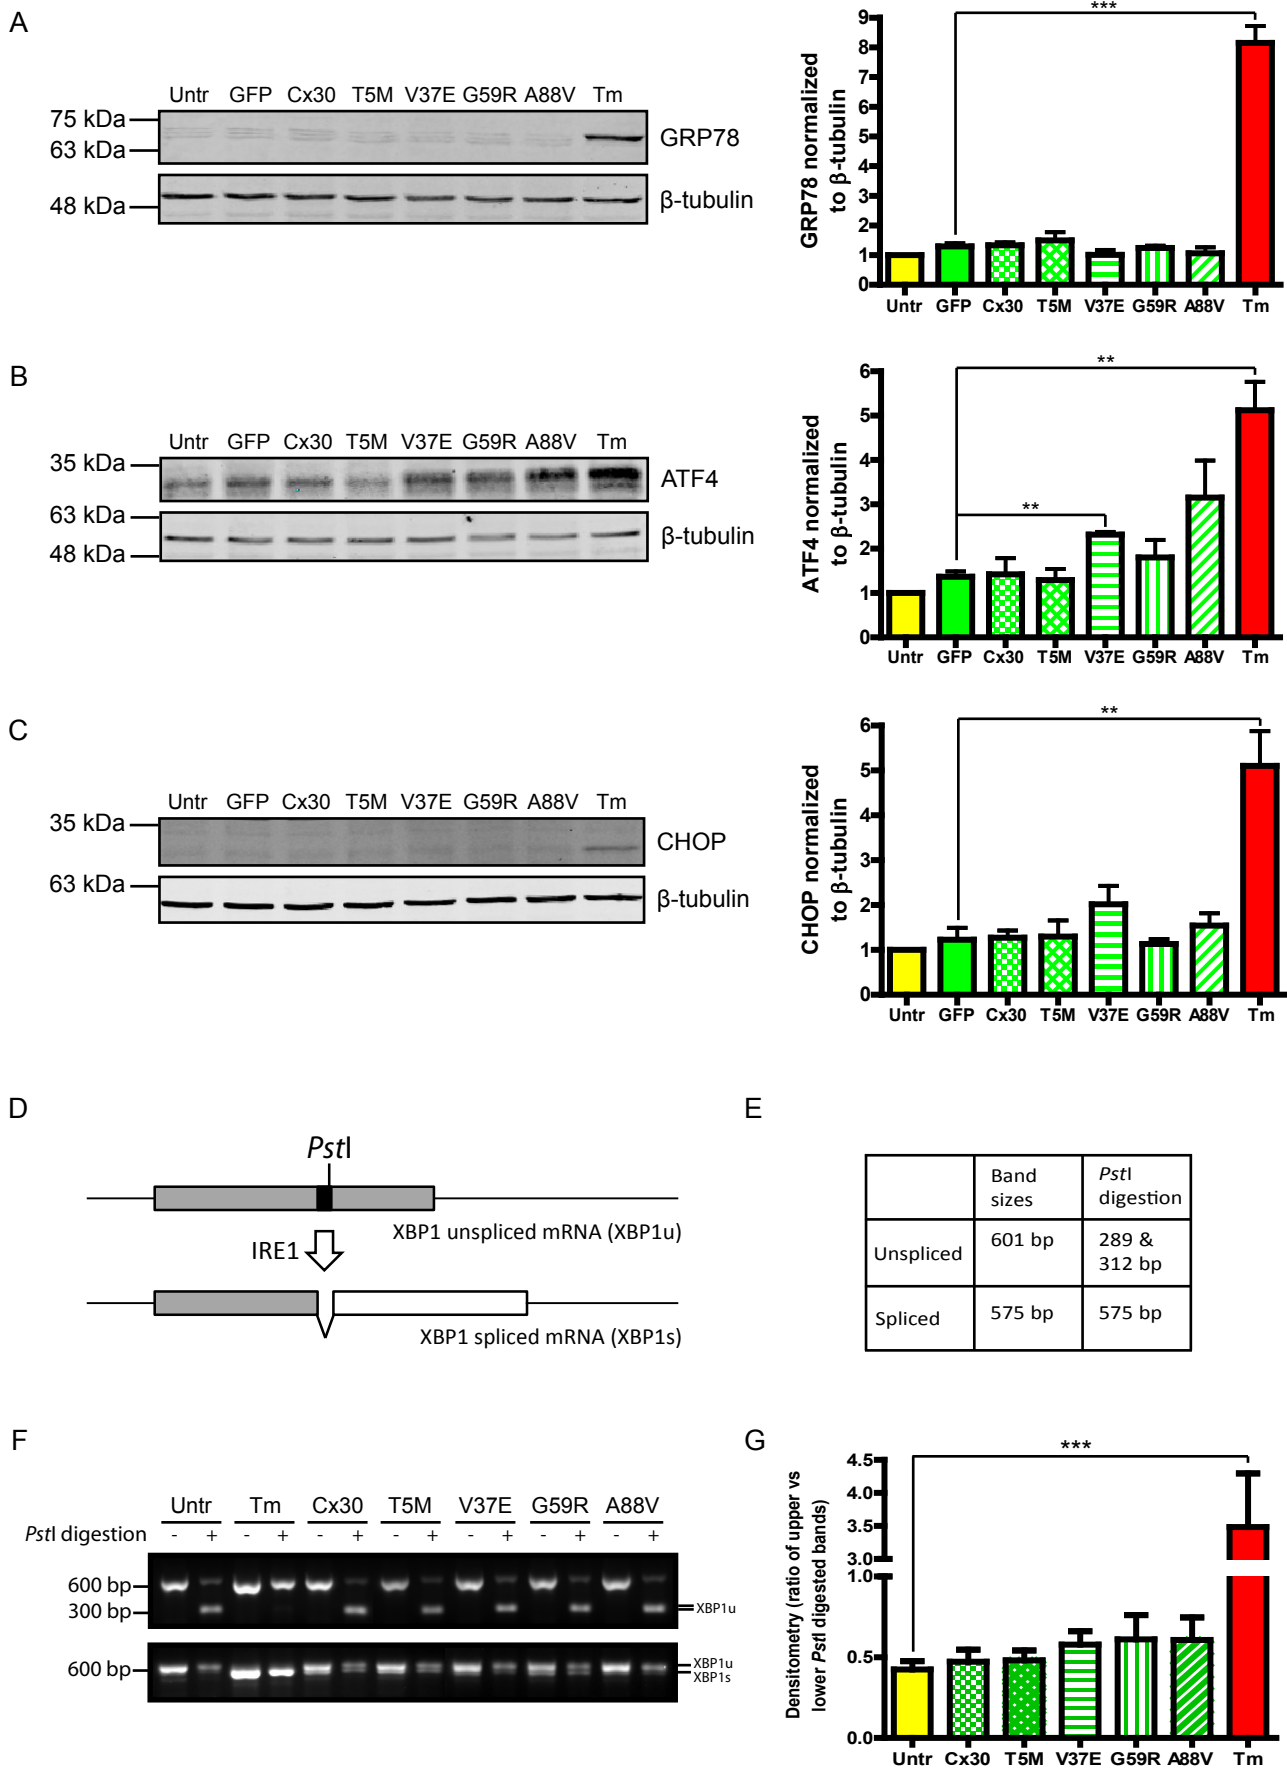 A
Untr GFP Cx30 T5M V37E G59R A88V Tm
75 kDa
63 kDa
GRP78
48 kDa
β-tubulin
GRP78 normalized
to β-tubulin
***
9
8
7
6
5
4
3
2
1
0
Untr GFP Cx30 T5M V37E G59R A88V Tm
B
Untr GFP Cx30 T5M V37E G59R A88V Tm
35 kDa
ATF4
63 kDa
48 kDa
β-tubulin
ATF4 normalized
to β-tubulin
**
**
6
5
4
3
2
1
0
Untr GFP Cx30 T5M V37E G59R A88V Tm
C
Untr GFP Cx30 T5M V37E G59R A88V Tm
35 kDa
CHOP
63 kDa
β-tubulin
CHOP normalized
to β-tubulin
**
6
5
4
3
2
1
0
Untr GFP Cx30 T5M V37E G59R A88V Tm
D
PstI
XBP1 unspliced mRNA (XBP1u)
IRE1
XBP1 spliced mRNA (XBP1s)
E
Band sizes
PstI digestion
Unspliced
601 bp
289 & 312 bp
Spliced
575 bp
575 bp
F
Untr Tm Cx30 T5M V37E G59R A88V
PstI digestion - + - + - + - + - + - + - +
600 bp
300 bp
XBP1u
600 bp
XBP1u
XBP1s
G
Densitometry (ratio of upper vs
lower PstI digested bands)
***
4.5
4.0
3.5
3.0
1.0
0.5
0.0
Untr Cx30 T5M V37E G59R A88V Tm